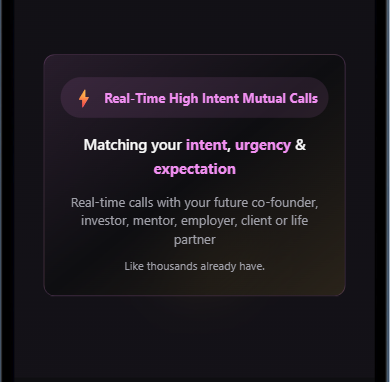 Real-Time High Intent Mutual Calls
Matching your intent, urgency &
expectation
Real-time calls with your future co-founder,
investor, mentor, employer, client or life
partner
Like thousands already have.